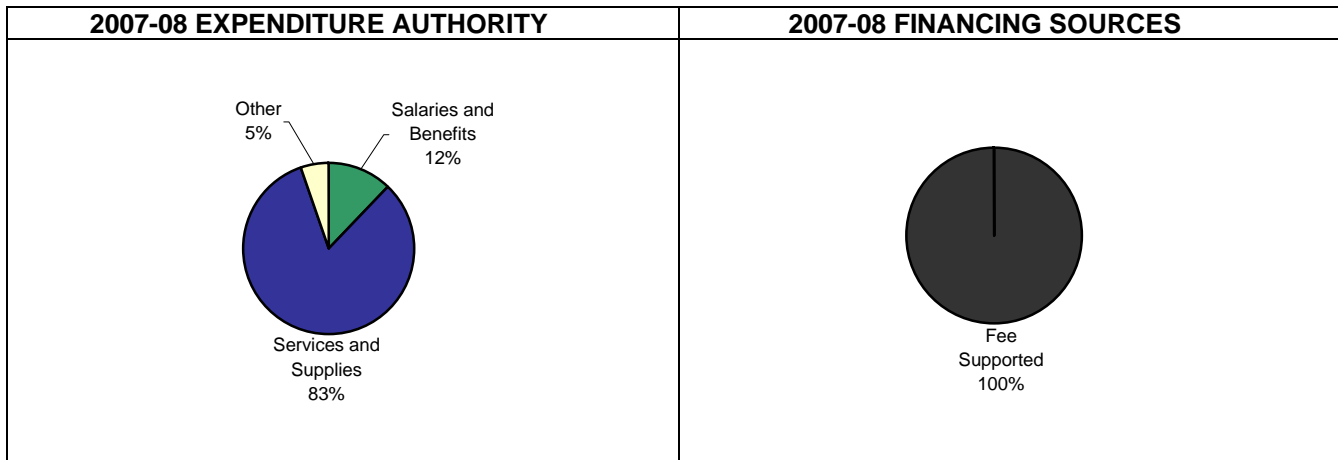 2007-08 EXPENDITURE AUTHORITY
Other
5%
Salaries and
Benefits
12%
Services and
Supplies
83%
2007-08 FINANCING SOURCES
Fee
Supported
100%